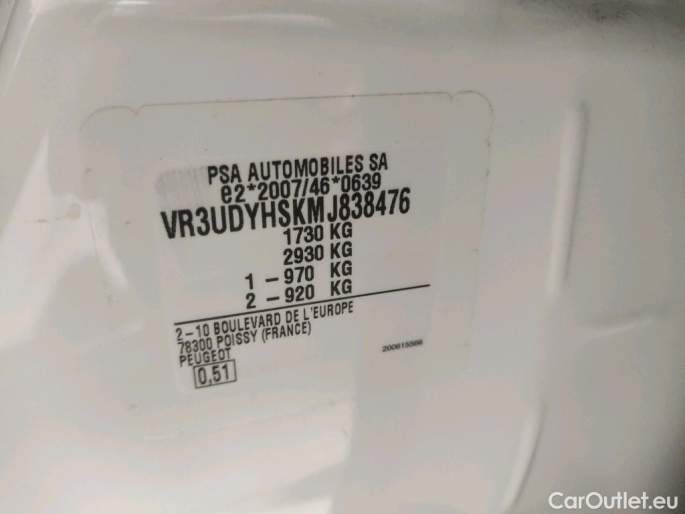 PSA AUTOMOBILES SA
e2*2007/46*0639
VR3UDYHSKMJ838476
1730 KG
2930 KG
1 – 970 KG
2 – 920 KG
2–10 BOULEVARD DE L'EUROPE
78300 POISSY (FRANCE)
PEUGEOT
0,51
CarOutlet.eu